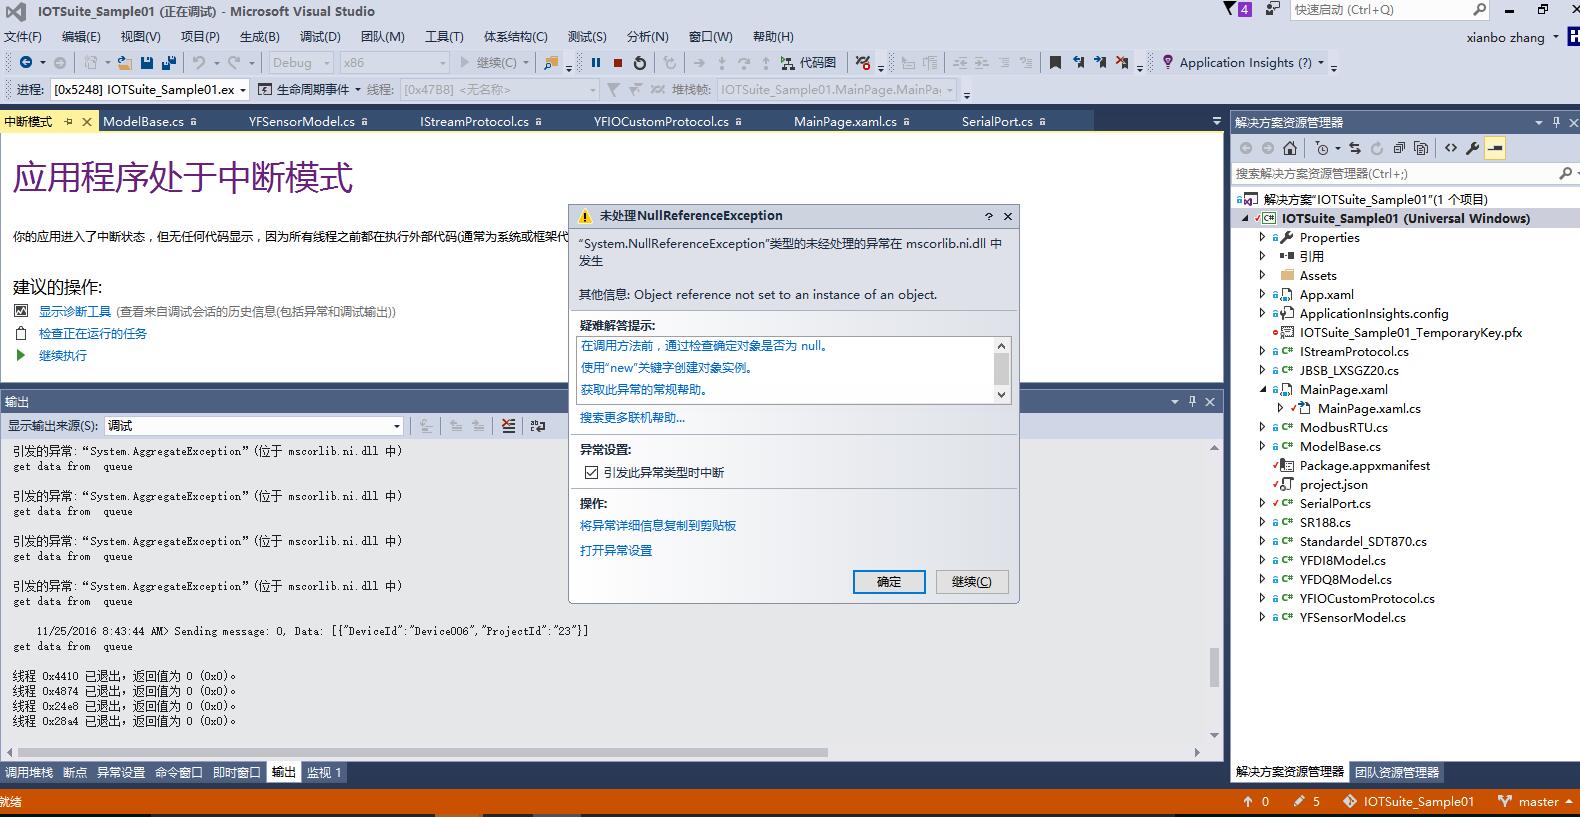 IOTSuite_Sample01 (正在调试) - Microsoft Visual Studio
4
快速启动 (Ctrl+Q)
文件(F) 编辑(E) 视图(V) 项目(P) 生成(B) 调试(D) 团队(M) 工具(T) 体系结构(C) 测试(S) 分析(N) 窗口(W) 帮助(H)
xianbo zhang
Debug x86 继续(C) 代码图 Application Insights (?)
进程: [0x5248] IOTSuite_Sample01.ex 生命周期事件 线程: [0x47B8] <无名称> 堆栈帧: IOTSuite_Sample01.MainPage.MainPa
中断模式 ModelBase.cs YFSensorModel.cs IStreamProtocol.cs YFIOCustomProtocol.cs MainPage.xaml.cs SerialPort.cs
应用程序处于中断模式
你的应用进入了中断状态，但无任何代码显示，因为所有线程之前都在执行外部代码(通常为系统或框架代
建议的操作:
显示诊断工具 (查看来自调试会话的历史信息(包括异常和调试输出))
检查正在运行的任务
继续执行
未处理NullReferenceException
“System.NullReferenceException”类型的未经处理的异常在 mscorlib.ni.dll 中
发生
其他信息: Object reference not set to an instance of an object.
疑难解答提示:
在调用方法前，通过检查确定对象是否为 null。
使用“new”关键字创建对象实例。
获取此异常的常规帮助。
搜索更多联机帮助...
异常设置:
引发此异常类型时中断
操作:
将异常详细信息复制到剪贴板
打开异常设置
确定 继续(C)
输出
显示输出来源(S): 调试
引发的异常:“System.AggregateException”(位于 mscorlib.ni.dll 中)
get data from queue
引发的异常:“System.AggregateException”(位于 mscorlib.ni.dll 中)
get data from queue
引发的异常:“System.AggregateException”(位于 mscorlib.ni.dll 中)
get data from queue
引发的异常:“System.AggregateException”(位于 mscorlib.ni.dll 中)
get data from queue
11/25/2016 8:43:44 AM> Sending message: 0, Data: [{"DeviceId":"Device006","ProjectId":"23"}]
get data from queue
线程 0x4410 已退出，返回值为 0 (0x0)。
线程 0x4874 已退出，返回值为 0 (0x0)。
线程 0x24e8 已退出，返回值为 0 (0x0)。
线程 0x28a4 已退出，返回值为 0 (0x0)。
调用堆栈 断点 异常设置 命令窗口 即时窗口 输出 监视 1
解决方案资源管理器
搜索解决方案资源管理器(Ctrl+;)
解决方案"IOTSuite_Sample01"(1 个项目)
IOTSuite_Sample01 (Universal Windows)
Properties
引用
Assets
App.xaml
ApplicationInsights.config
IOTSuite_Sample01_TemporaryKey.pfx
IStreamProtocol.cs
JBSB_LXSGZ20.cs
MainPage.xaml
MainPage.xaml.cs
ModbusRTU.cs
ModelBase.cs
Package.appxmanifest
project.json
SerialPort.cs
SR188.cs
Standardel_SDT870.cs
YFDI8Model.cs
YFDQ8Model.cs
YFIOCustomProtocol.cs
YFSensorModel.cs
解决方案资源管理器 团队资源管理器
就绪
0 5 IOTSuite_Sample01 master